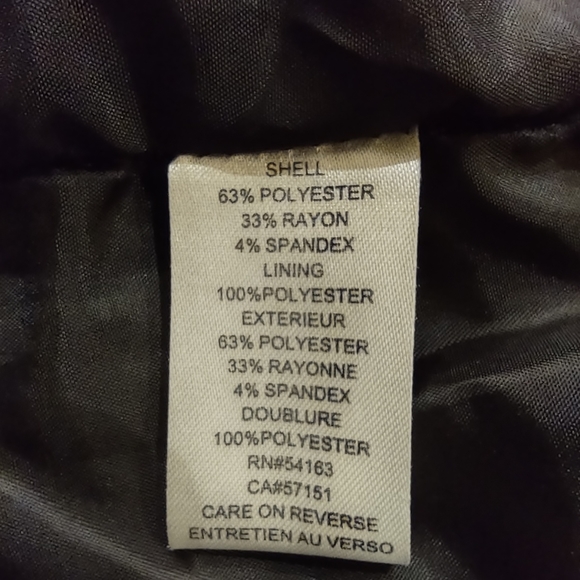 SHELL
63% POLYESTER
33% RAYON
4% SPANDEX
LINING
100%POLYESTER
EXTERIEUR
63% POLYESTER
33% RAYONNE
4% SPANDEX
DOUBLURE
100%POLYESTER
RN#54163
CA#57151
CARE ON REVERSE
ENTRETIEN AU VERSO